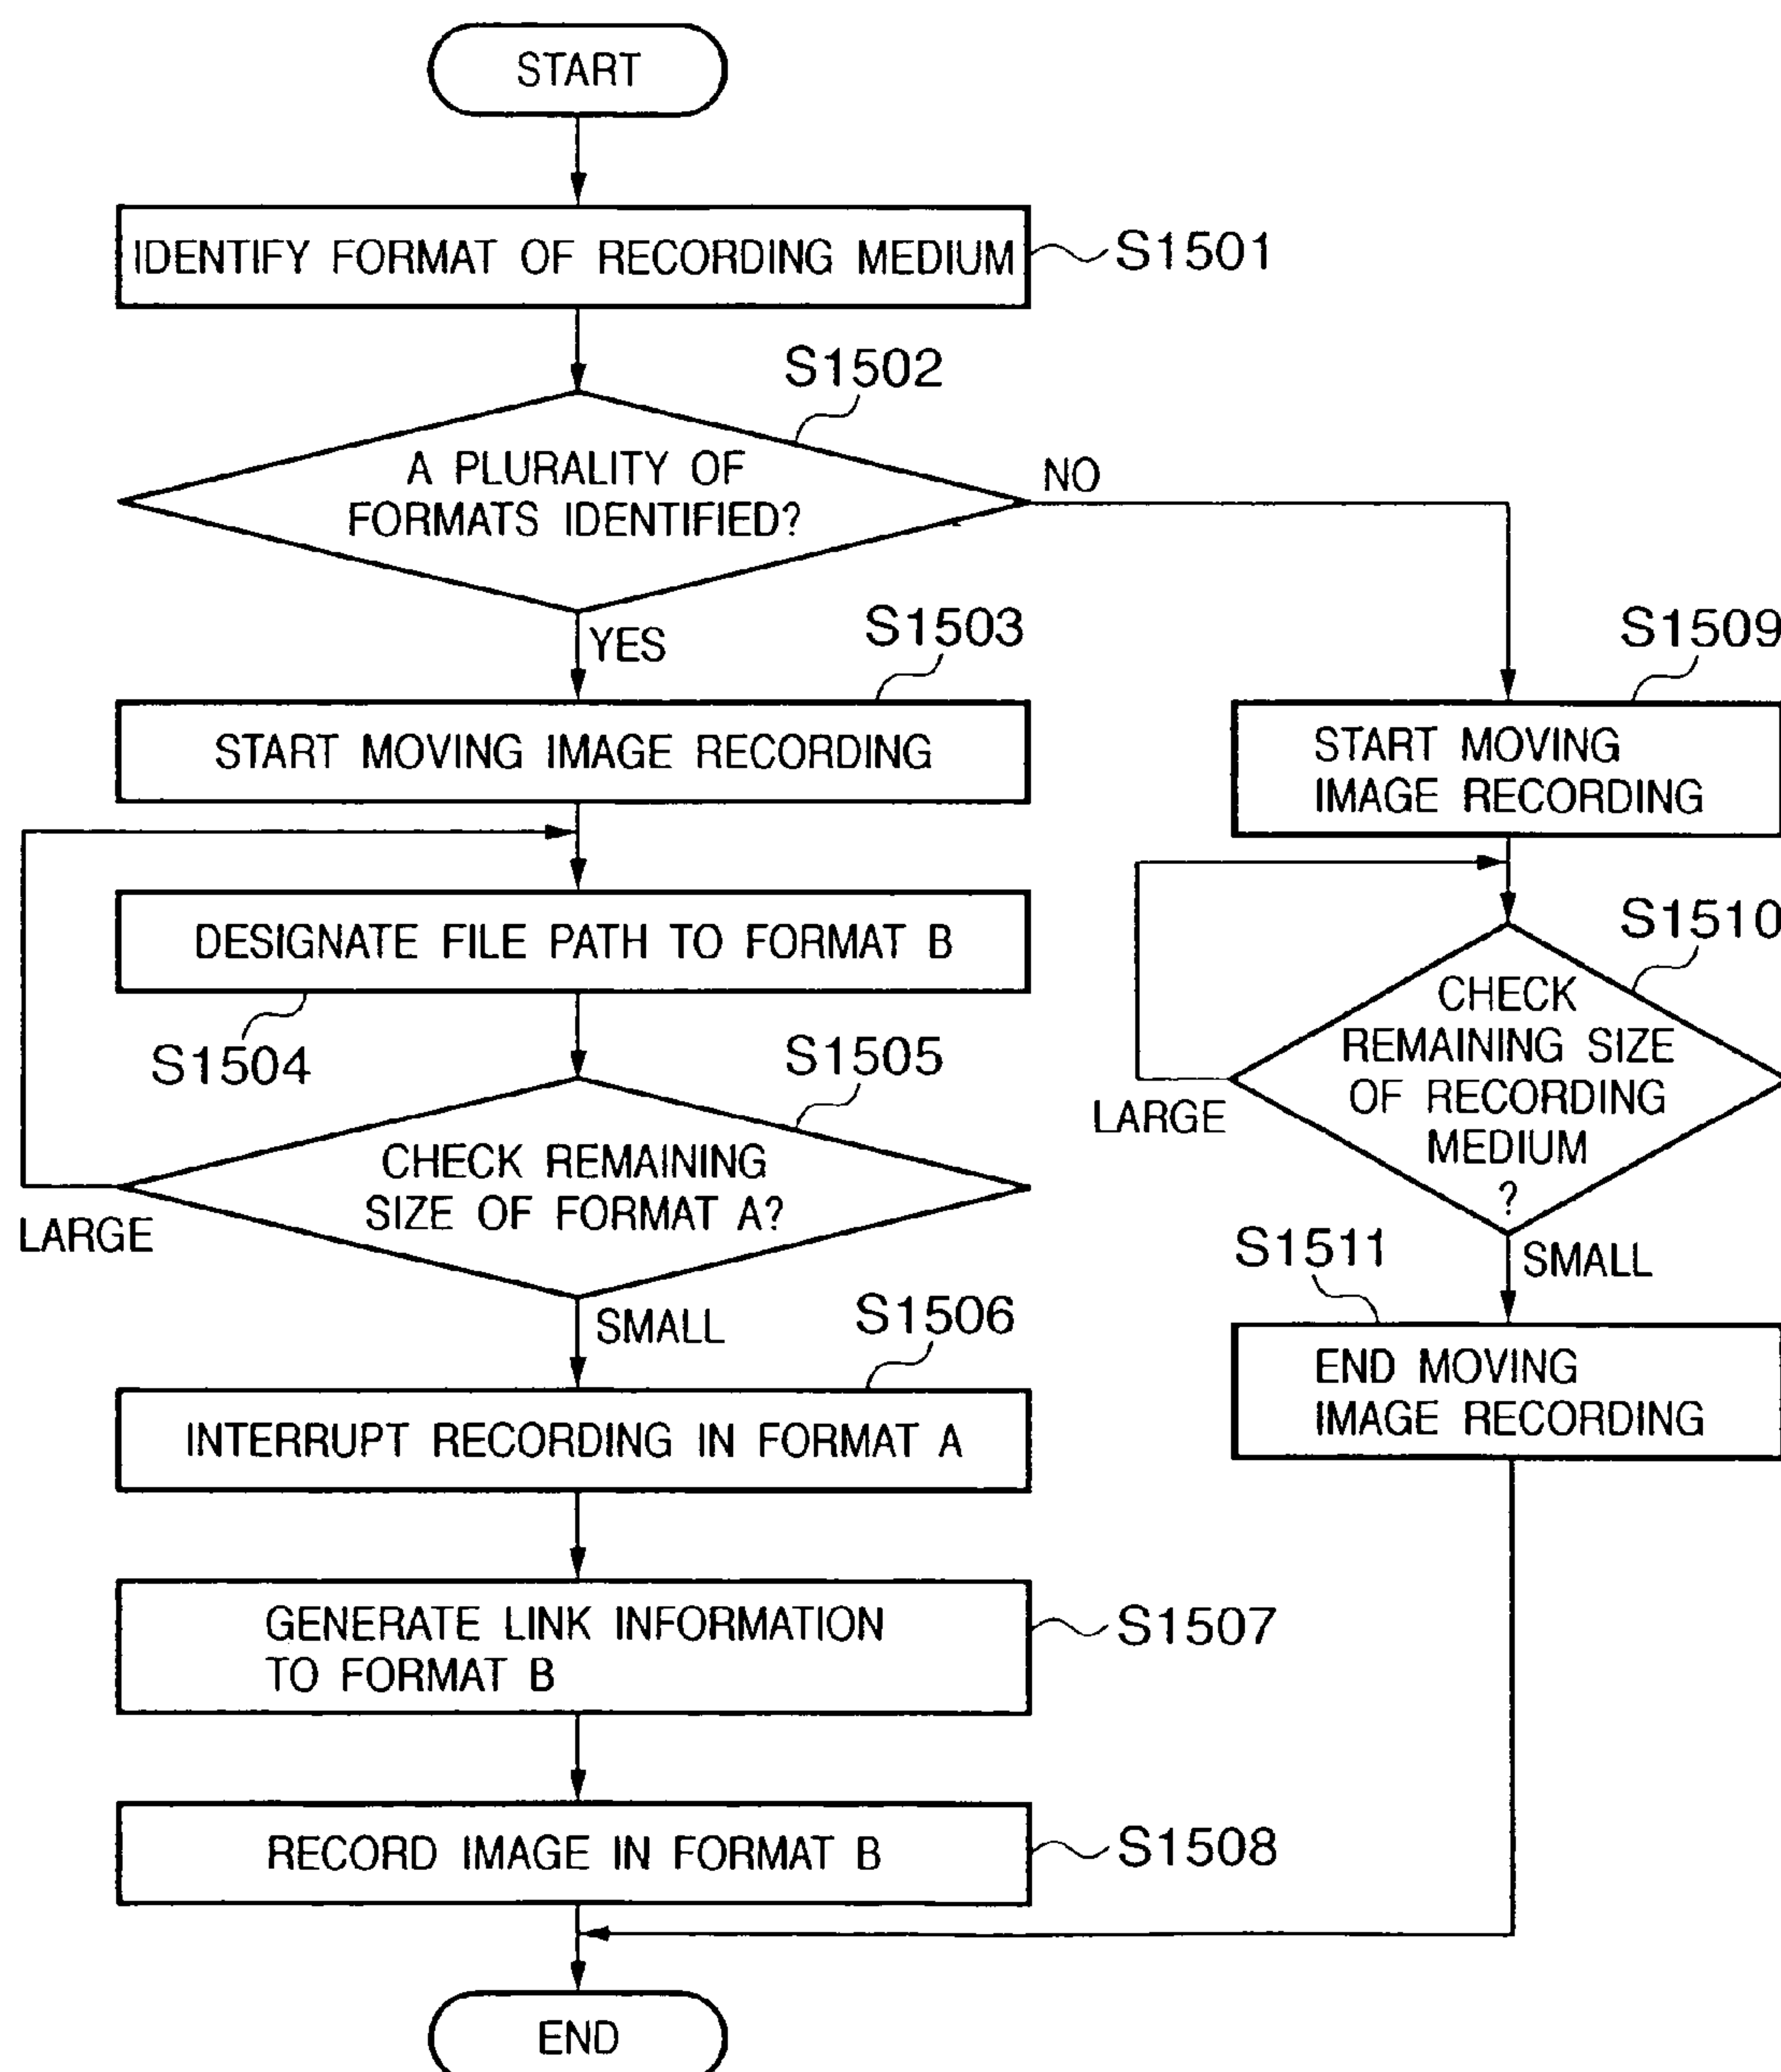 START
IDENTIFY FORMAT OF RECORDING MEDIUM
S1501
S1502
A PLURALITY OF
FORMATS IDENTIFIED?
NO
YES
S1503
START MOVING IMAGE RECORDING
DESIGNATE FILE PATH TO FORMAT B
S1504
S1505
CHECK REMAINING
SIZE OF FORMAT A?
LARGE
SMALL
S1506
INTERRUPT RECORDING IN FORMAT A
GENERATE LINK INFORMATION
TO FORMAT B
S1507
RECORD IMAGE IN FORMAT B
S1508
S1509
START MOVING
IMAGE RECORDING
S1510
CHECK
REMAINING SIZE
OF RECORDING
MEDIUM
?
LARGE
SMALL
S1511
END MOVING
IMAGE RECORDING
END